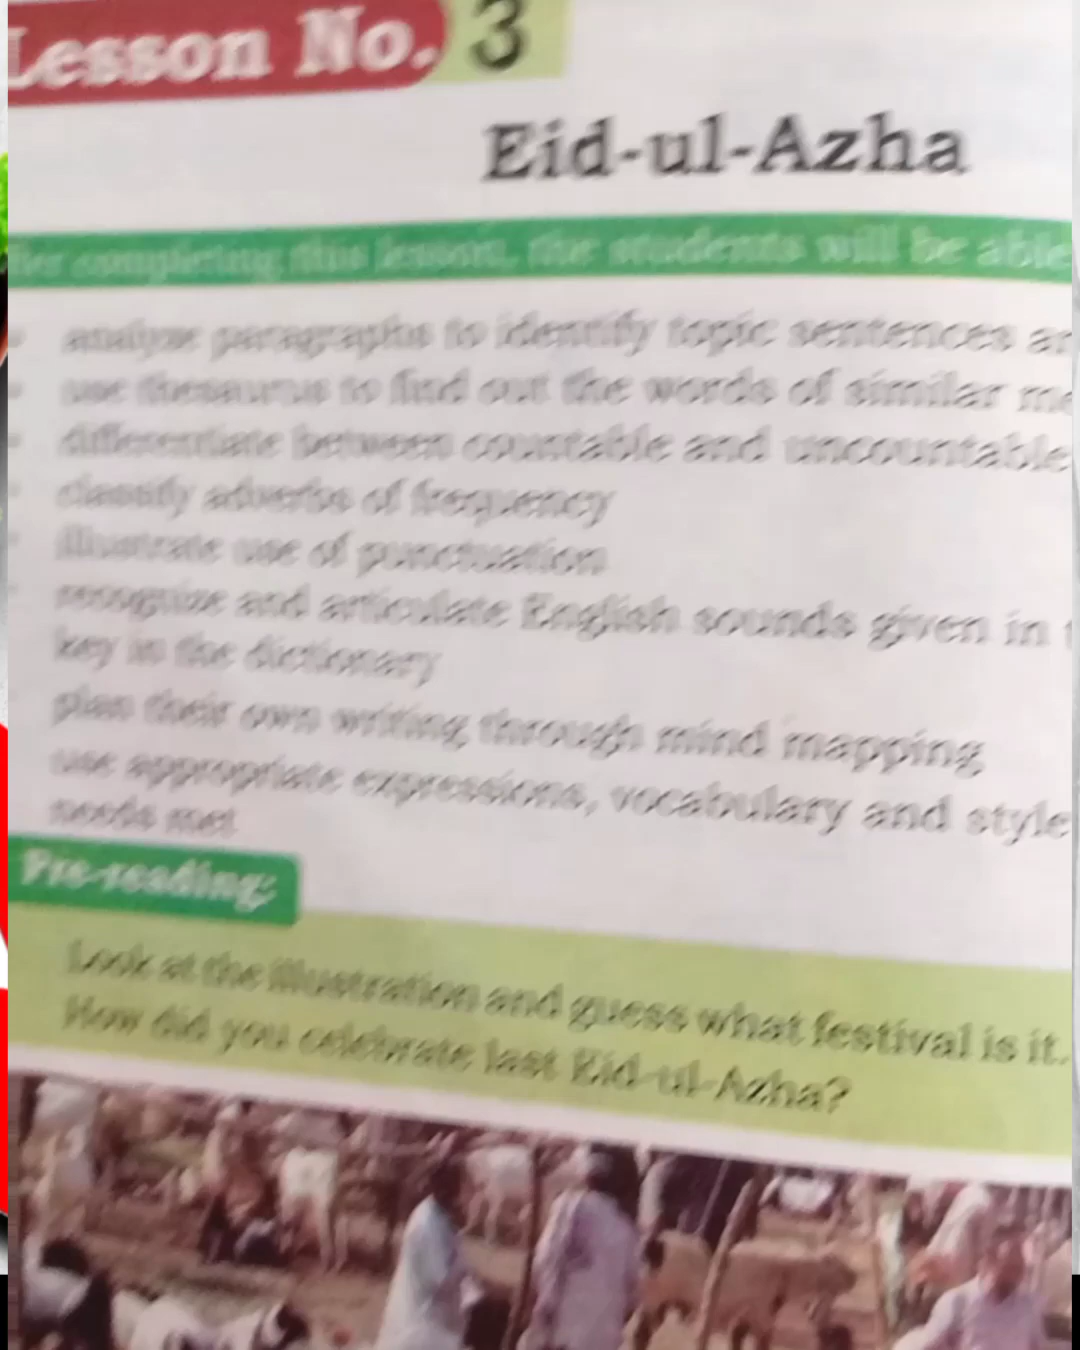 Lesson No. 3
Eid-ul-Azha
completing this lesson, the students will be able
analyze paragraphs to identify topic sentences
use thesaurus to find out the words of similar
differentiate between countable and uncountable
classify adverbs of frequency
illustrate use of punctuation
recognize and articulate English sounds given in
key in the dictionary
plan their own writing through mind mapping
use appropriate expressions, vocabulary and style
needs met
Pre-reading:
Look at the illustration and guess what festival is it.
How did you celebrate last Eid-ul-Azha?